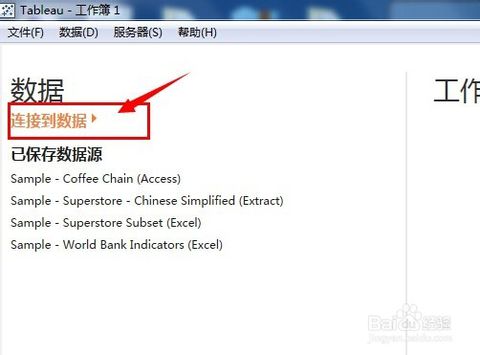 Tableau - 工作簿 1
文件(F) 数据(D) 服务器(S) 帮助(H)
数据
工作
连接到数据
已保存数据源
Sample - Coffee Chain (Access)
Sample - Superstore - Chinese Simplified (Extract)
Sample - Superstore Subset (Excel)
Sample - World Bank Indicators (Excel)
Baidu 经验